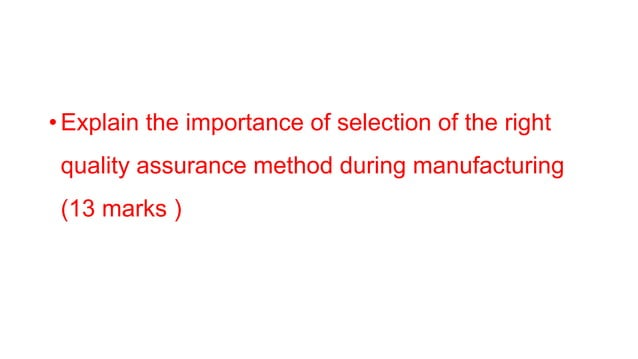 • Explain the importance of selection of the right
quality assurance method during manufacturing
(13 marks )